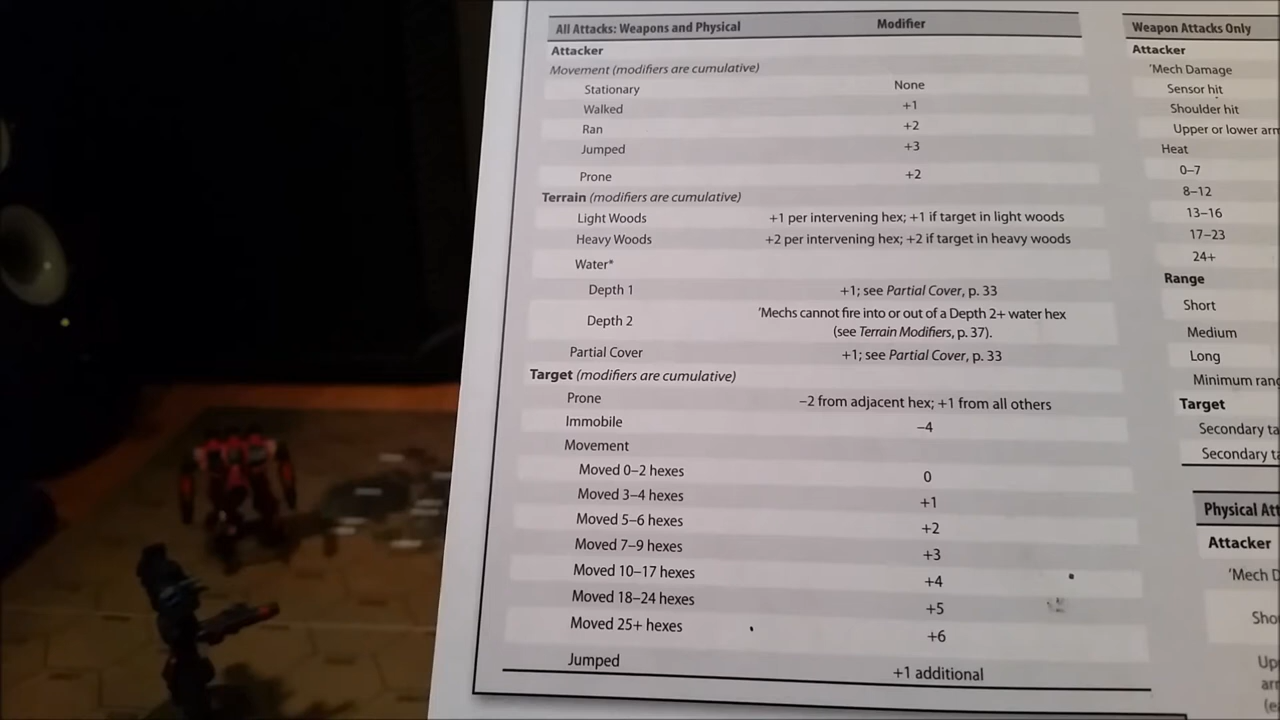 All Attacks: Weapons and Physical Modifier
Attacker
Movement (modifiers are cumulative)
Stationary None
Walked +1
Ran +2
Jumped +3
Prone +2
Terrain (modifiers are cumulative)
Light Woods +1 per intervening hex; +1 if target in light woods
Heavy Woods +2 per intervening hex; +2 if target in heavy woods
Water*
Depth 1 +1; see Partial Cover, p. 33
Depth 2 'Mechs cannot fire into or out of a Depth 2+ water hex
(see Terrain Modifiers, p. 37).
Partial Cover +1; see Partial Cover, p. 33
Target (modifiers are cumulative)
Prone –2 from adjacent hex; +1 from all others
Immobile –4
Movement
Moved 0–2 hexes 0
Moved 3–4 hexes +1
Moved 5–6 hexes +2
Moved 7–9 hexes +3
Moved 10–17 hexes +4
Moved 18–24 hexes +5
Moved 25+ hexes +6
Jumped +1 additional
Weapon Attacks Only
Attacker
'Mech Damage
Sensor hit
Shoulder hit
Upper or lower arm
Heat
0–7
8–12
13–16
17–23
24+
Range
Short
Medium
Long
Minimum
Target
Secondary
Secondary
Physical
Attacker
'Mech